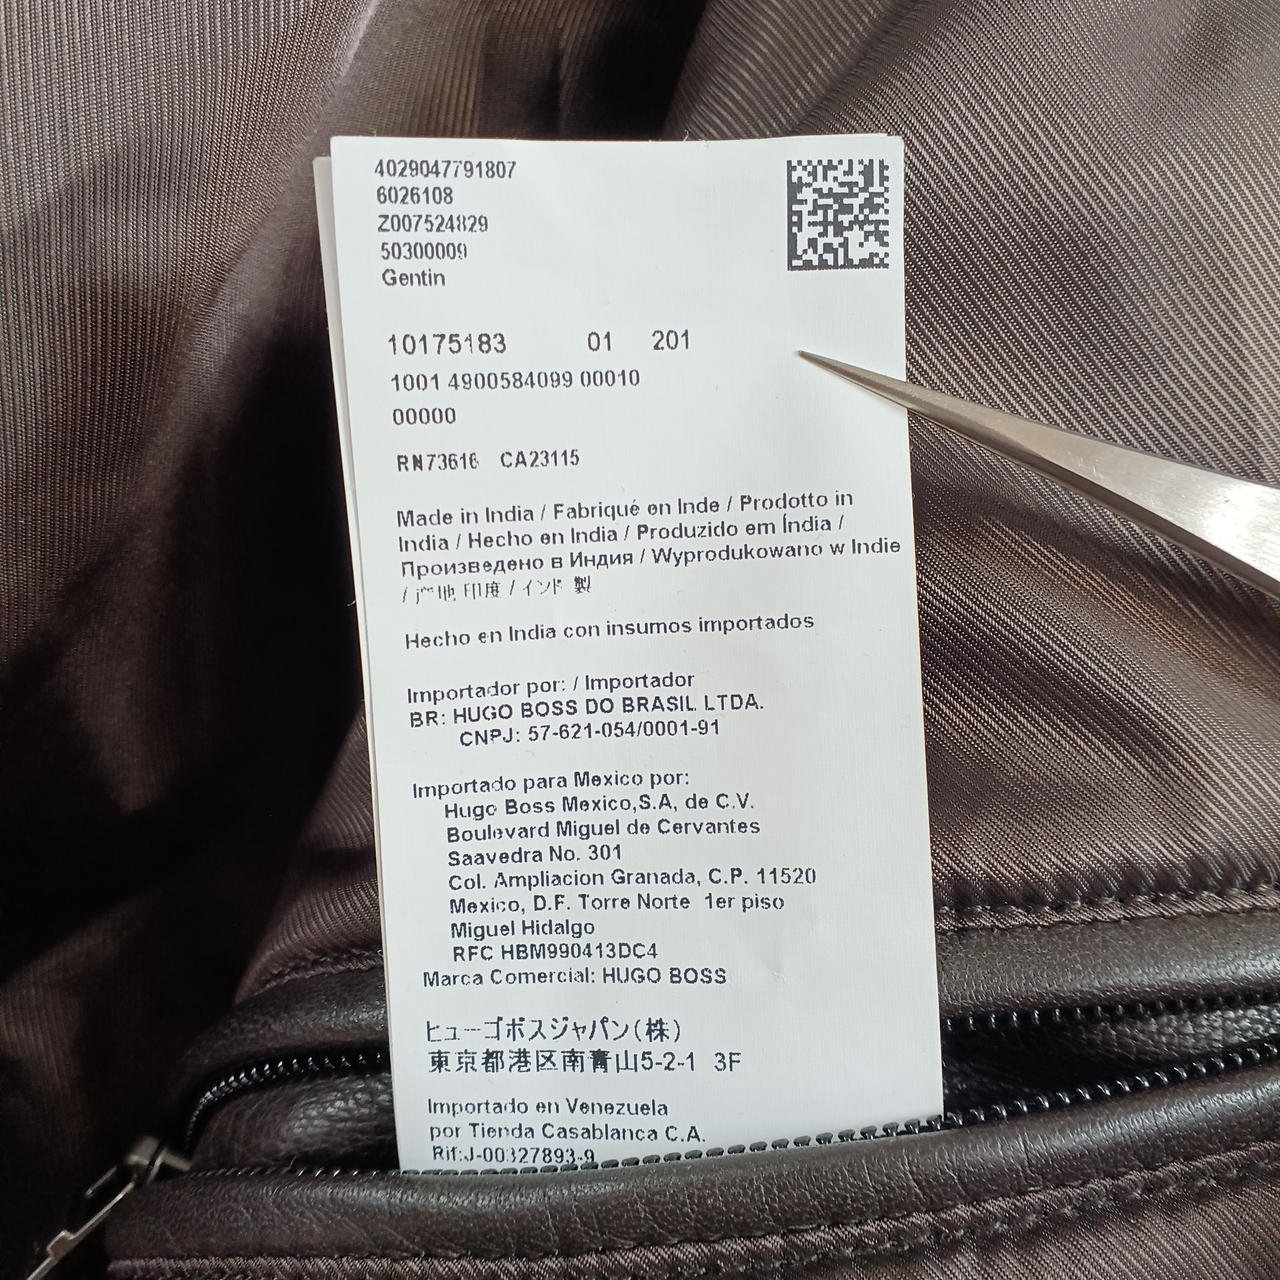 4029047791807
6026108
Z007524829
50300009
Gentin
10175183 01 201
1001 4900584099 00010
00000
RN73616 CA23115
Made in India / Fabriqué en Inde / Prodotto in
India / Hecho en India / Produzido em Índia /
Произведено в Индия / Wyprodukowano w Indie
/ 产地 印度 / インド 製
Hecho en India con insumos importados
Importador por: / Importador
BR: HUGO BOSS DO BRASIL LTDA.
CNPJ: 57-621-054/0001-91
Importado para Mexico por:
Hugo Boss Mexico,S.A, de C.V.
Boulevard Miguel de Cervantes
Saavedra No. 301
Col. Ampliacion Granada, C.P. 11520
Mexico, D.F. Torre Norte 1er piso
Miguel Hidalgo
RFC HBM990413DC4
Marca Comercial: HUGO BOSS
ヒューゴボスジャパン(株)
東京都港区南青山5-2-1 3F
Importado en Venezuela
por Tienda Casablanca C.A.
Rif:J-00327893-9